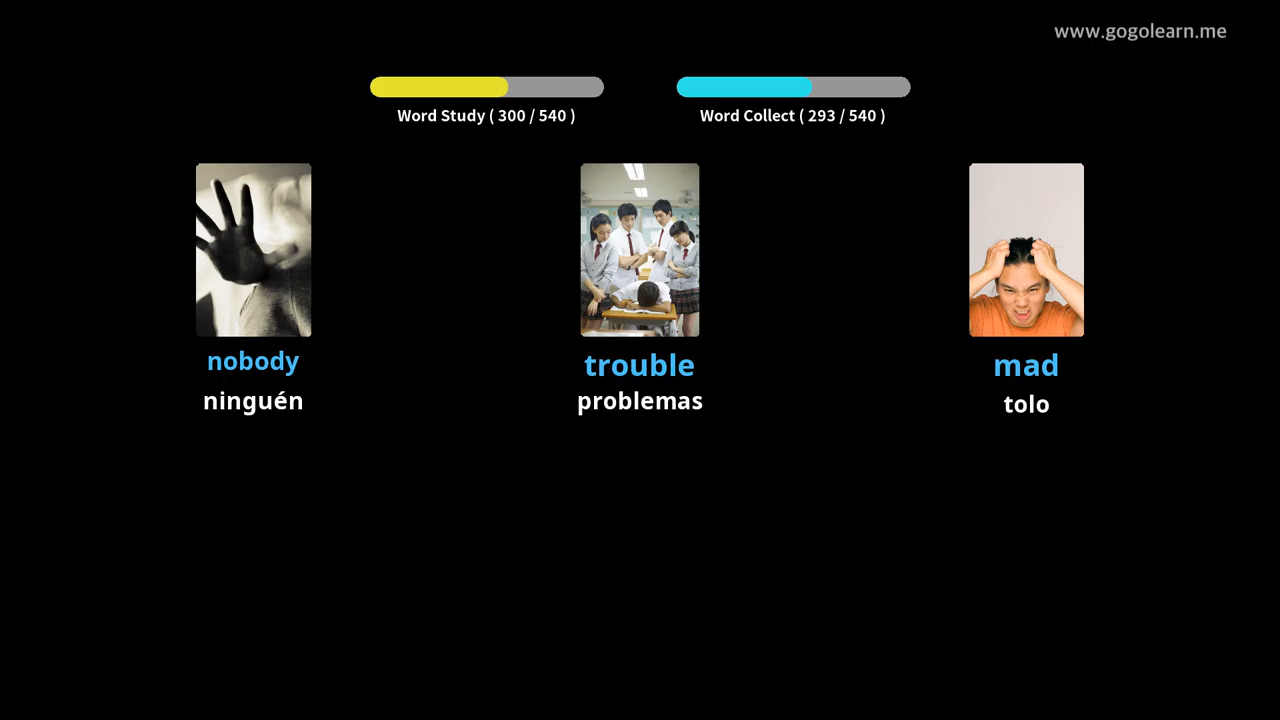 www.gogolearn.me
Word Study ( 300 / 540 )
Word Collect ( 293 / 540 )
nobody
trouble
mad
ninguén
problemas
tolo